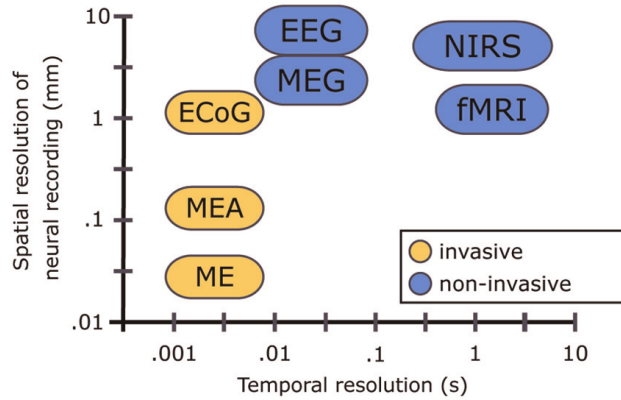 Spatial resolution of
neural recording (mm)
10
1
.1
.01
EEG
MEG
NIRS
fMRI
ECoG
MEA
ME
invasive
non-invasive
.001 .01 .1 1 10
Temporal resolution (s)